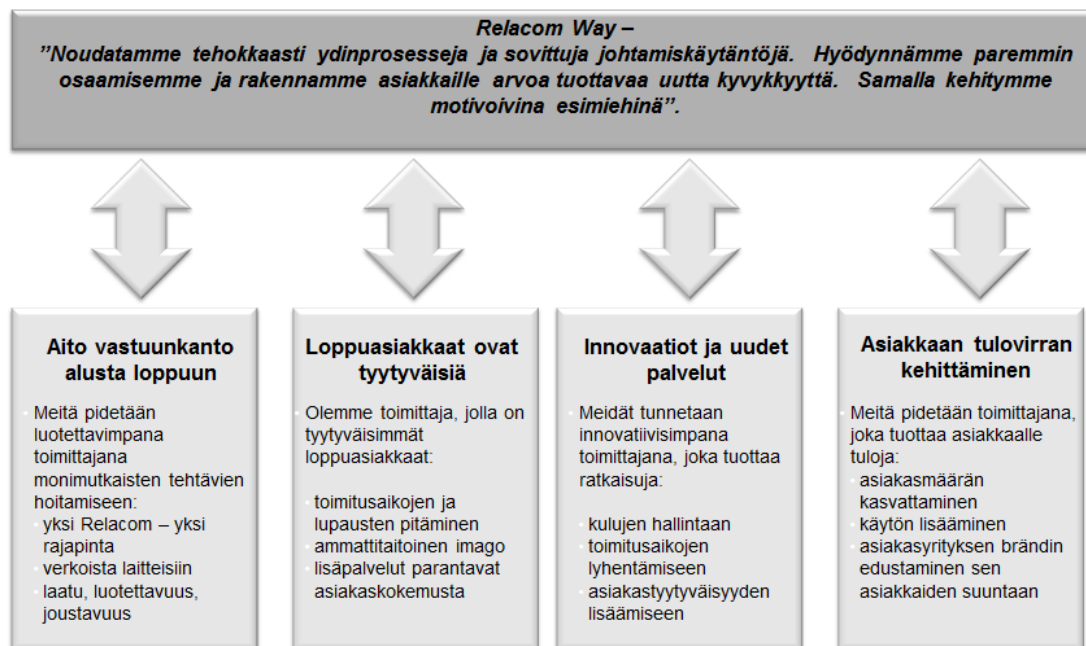 Relacom Way –
”Noudatamme tehokkaasti ydinprosesseja ja sovittuja johtamiskäytäntöjä. Hyödynnämme paremmin
osaamisemme ja rakennamme asiakkaille arvoa tuottavaa uutta kyvykkyyttä. Samalla kehitymme
motivoivina esimiehinä”.
Aito vastuunkanto
alusta loppuun
Meitä pidetään
luotettavimpana
toimittajana
monimutkaisten tehtävien
hoitamiseen:
yksi Relacom – yksi
rajapinta
verkoista laitteisiin
laatu, luotettavuus,
joustavuus
Loppuasiakkaat ovat
tyytyväisiä
Olemme toimittaja, jolla on
tyytyväisimmät
loppuasiakkaat:
toimitusaikojen ja
lupausten pitäminen
ammattitaitoinen imago
lisäpalvelut parantavat
asiakaskokemusta
Innovaatiot ja uudet
palvelut
Meidät tunnetaan
innovatiivisimpana
toimittajana, joka tuottaa
ratkaisuja:
kulujen hallintaan
toimitusaikojen
lyhentämiseen
asiakastyytyväisyyden
lisäämiseen
Asiakkaan tulovirran
kehittäminen
Meitä pidetään toimittajana,
joka tuottaa asiakkaalle
tuloja:
asiakasmäärän
kasvattaminen
käytön lisääminen
asiakasyrityksen brändin
edustaminen sen
asiakkaiden suuntaan